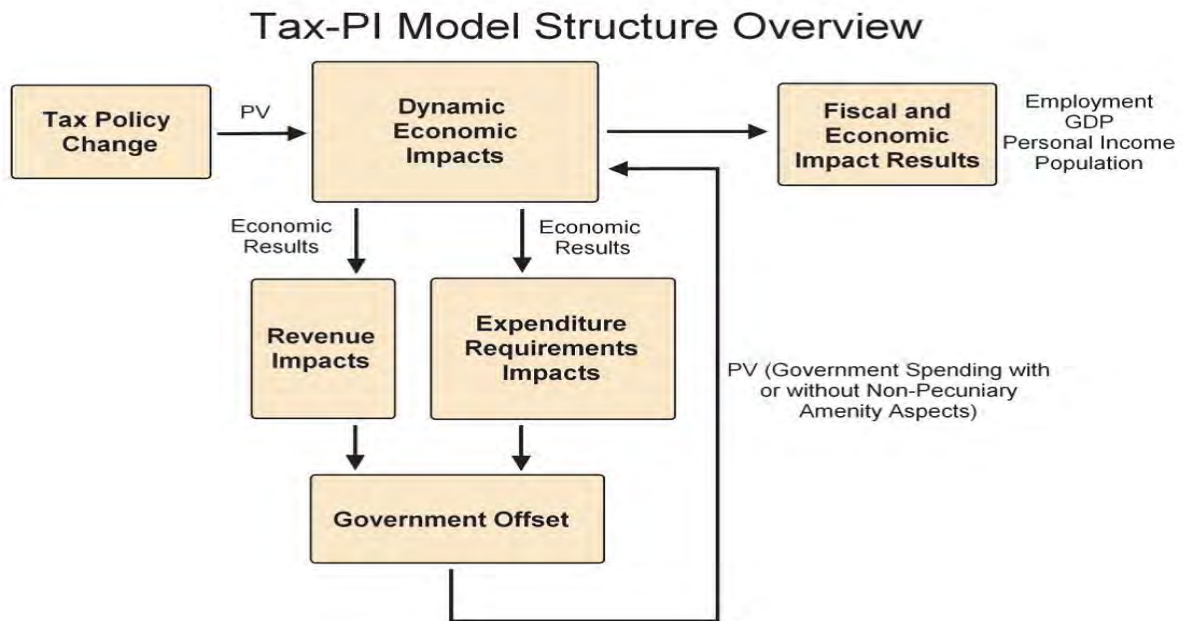 Tax-PI Model Structure Overview
Tax Policy
Change
PV
Dynamic
Economic
Impacts
Fiscal and
Economic
Impact Results
Employment
GDP
Personal Income
Population
Economic
Results
Economic
Results
Revenue
Impacts
Expenditure
Requirements
Impacts
PV (Government Spending with
or without Non-Pecuniary
Amenity Aspects)
Government Offset